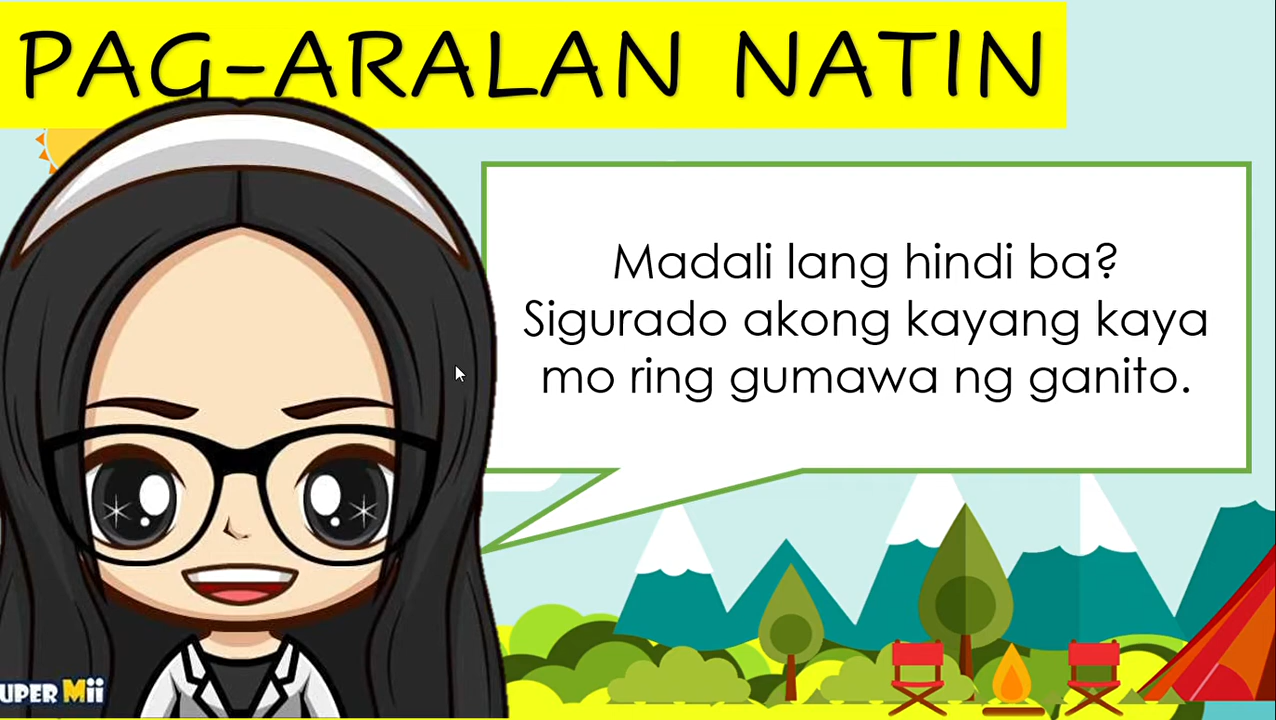 PAG-ARALAN NATIN
Madali lang hindi ba?
Sigurado akong kayang kaya
mo ring gumawa ng ganito.
UPER Mii